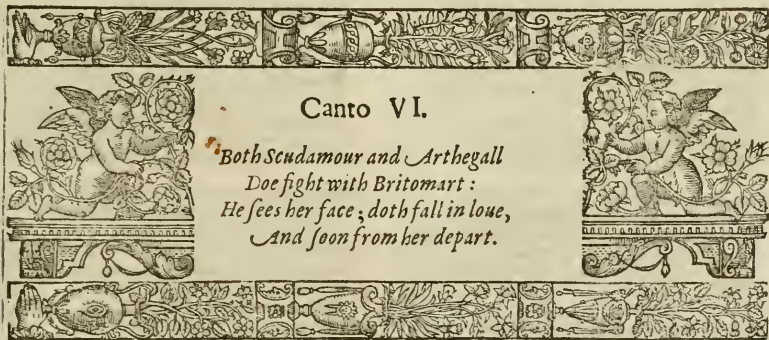 Canto VI.
Both Scudamour and Arthegall
Doe fight with Britomart:
He ſees her face; doth fall in loue,
And ſoon from her depart.